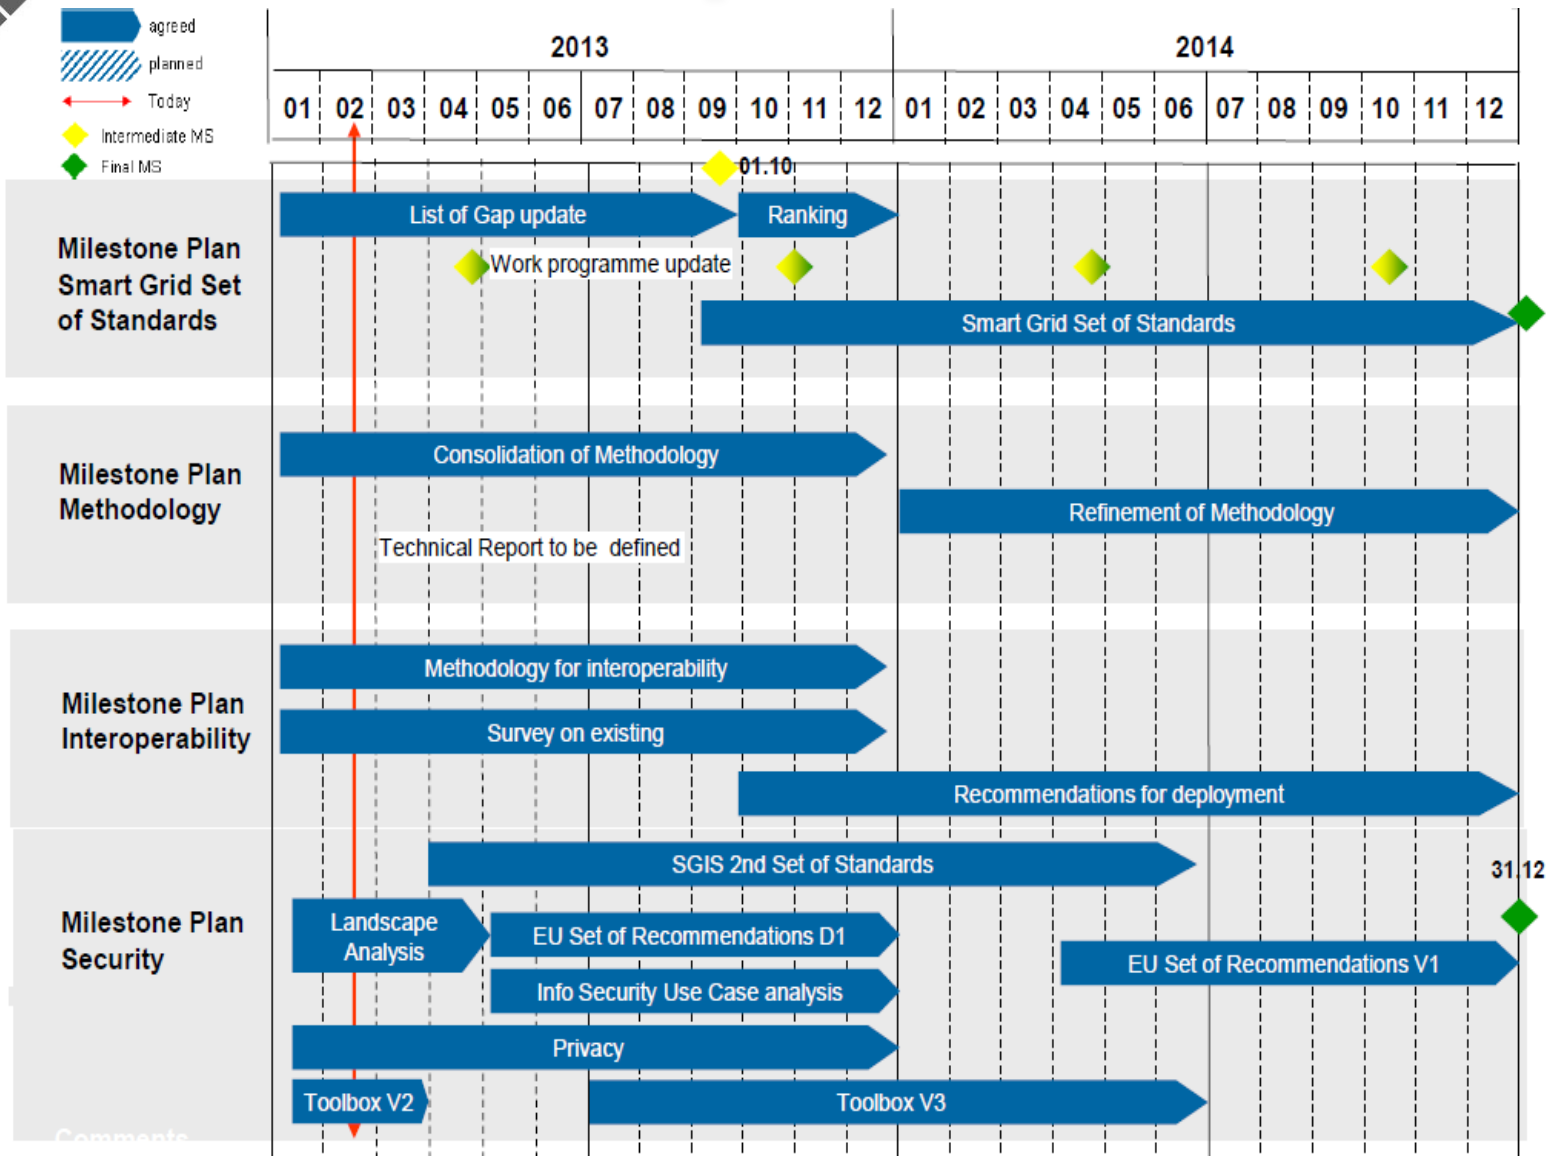 agreed
planned
Today
Intermediate MS
Final MS
2013
2014
01 02 03 04 05 06 07 08 09 10 11 12 01 02 03 04 05 06 07 08 09 10 11 12
01.10
Milestone Plan
Smart Grid Set
of Standards
List of Gap update
Ranking
Work programme update
Smart Grid Set of Standards
Milestone Plan
Methodology
Consolidation of Methodology
Refinement of Methodology
Technical Report to be defined
Milestone Plan
Interoperability
Methodology for interoperability
Survey on existing
Recommendations for deployment
Milestone Plan
Security
SGIS 2nd Set of Standards
31.12
Landscape
Analysis
EU Set of Recommendations D1
EU Set of Recommendations V1
Info Security Use Case analysis
Privacy
Toolbox V2
Toolbox V3
Comments